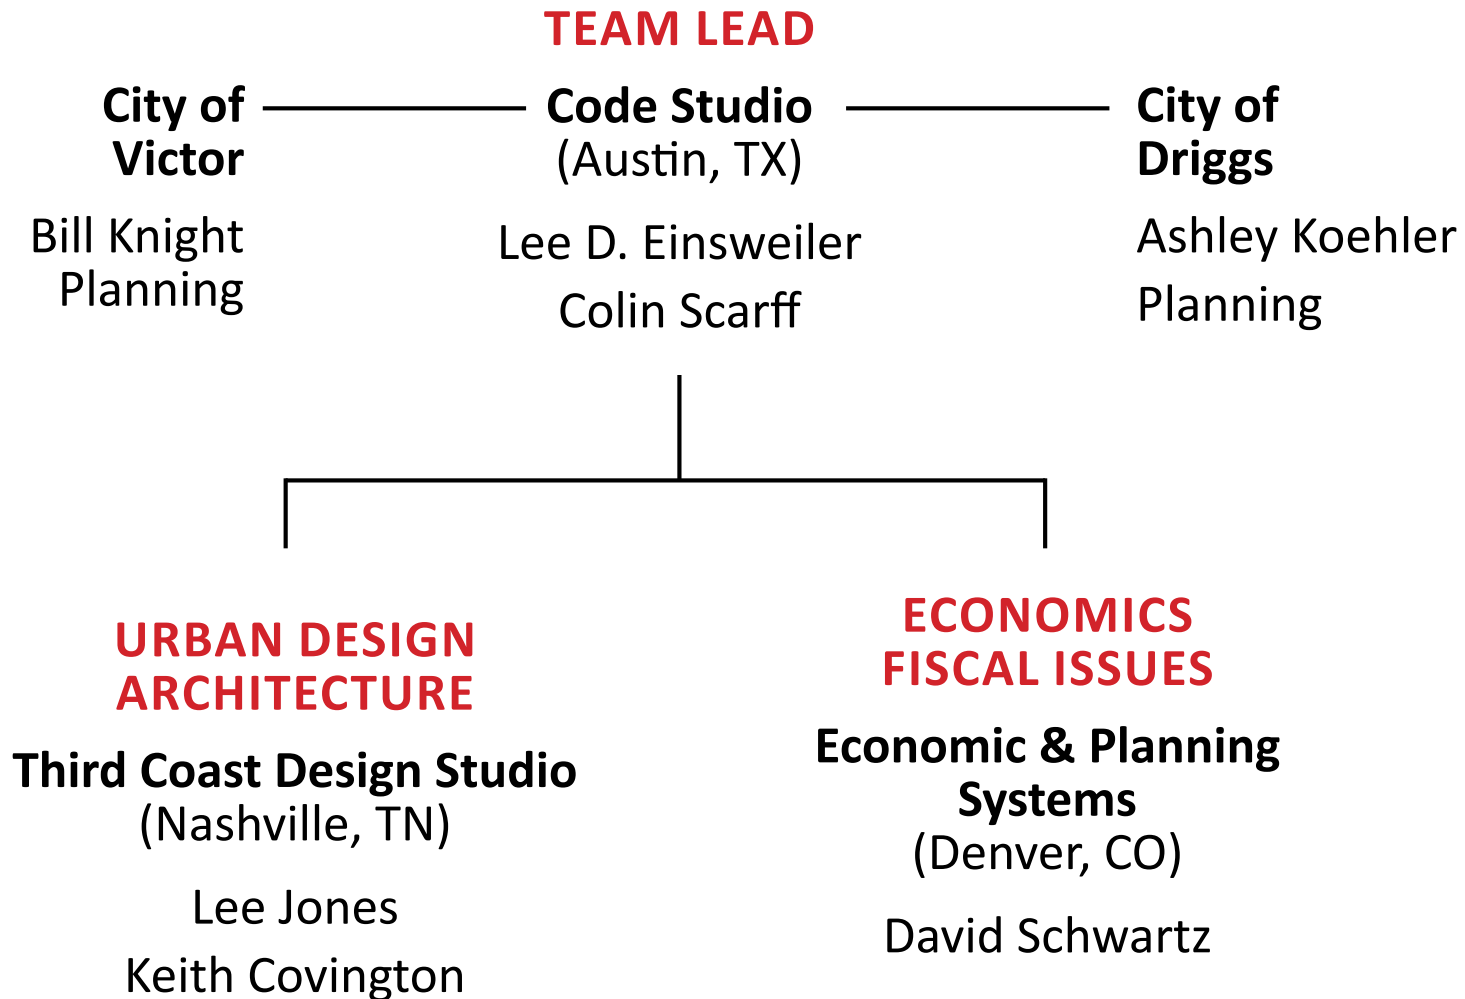 TEAM LEAD
City of
Victor
Bill Knight
Planning
Code Studio
(Austin, TX)
Lee D. Einsweiler
Colin Scarff
City of
Driggs
Ashley Koehler
Planning
URBAN DESIGN
ARCHITECTURE
Third Coast Design Studio
(Nashville, TN)
Lee Jones
Keith Covington
ECONOMICS
FISCAL ISSUES
Economic & Planning
Systems
(Denver, CO)
David Schwartz